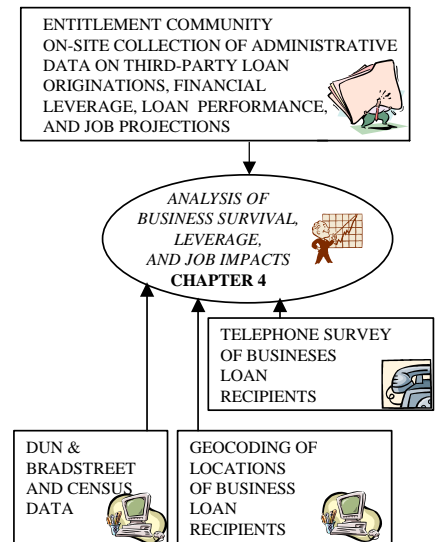 ENTITLEMENT COMMUNITY
ON-SITE COLLECTION OF ADMINISTRATIVE
DATA ON THIRD-PARTY LOAN
ORIGINATIONS, FINANCIAL
LEVERAGE, LOAN PERFORMANCE,
AND JOB PROJECTIONS
ANALYSIS OF
BUSINESS SURVIVAL,
LEVERAGE,
AND JOB IMPACTS
CHAPTER 4
TELEPHONE SURVEY
OF BUSINESES
LOAN
RECIPIENTS
DUN &
BRADSTREET
AND CENSUS
DATA
GEOCODING OF
LOCATIONS
OF BUSINESS
LOAN
RECIPIENTS